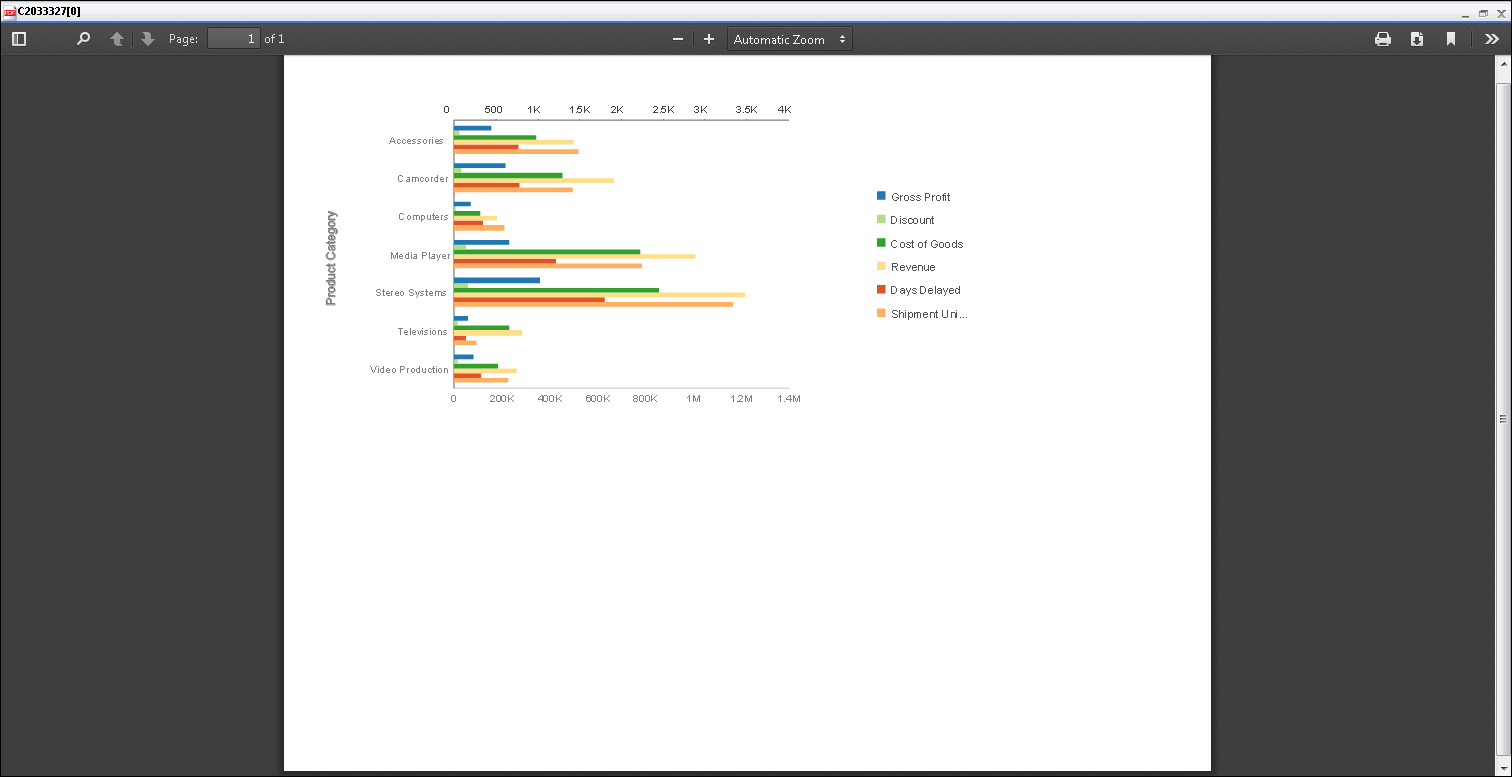 C2033327[0]
Page: 1 of 1
Automatic Zoom
0 500 1K 1.5K 2K 2.5K 3K 3.5K 4K
Product Category
Accessories
Camcorder
Computers
Media Player
Stereo Systems
Televisions
Video Production
0 200K 400K 600K 800K 1M 1.2M 1.4M
Gross Profit
Discount
Cost of Goods
Revenue
Days Delayed
Shipment Uni...